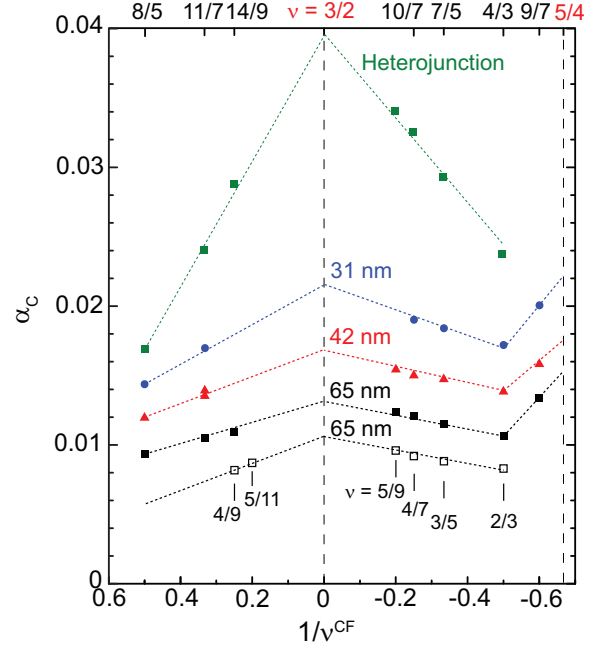 8/5 11/7 14/9 ν = 3/2 10/7 7/5 4/3 9/7 5/4
0.04
Heterojunction
0.03
31 nm
0.02
42 nm
αC
65 nm
0.01
65 nm
4/9 5/11 ν = 5/9 4/7 3/5 2/3
0
0.6 0.4 0.2 0 -0.2 -0.4 -0.6
1/νCF